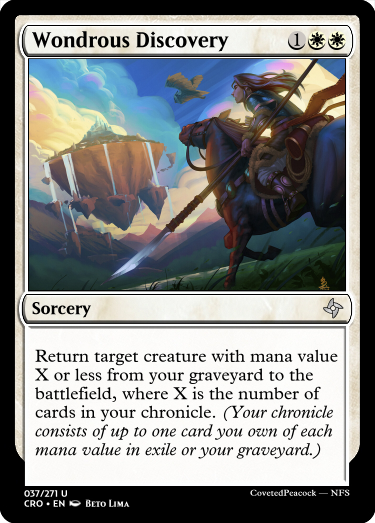 Wondrous Discovery 1
Sorcery
Return target creature with mana value
X or less from your graveyard to the
battlefield, where X is the number of
cards in your chronicle. (Your chronicle
consists of up to one card you own of each
mana value in exile or your graveyard.)
037/271 U
CRO • EN Beto Lima
CovetedPeacock — NFS